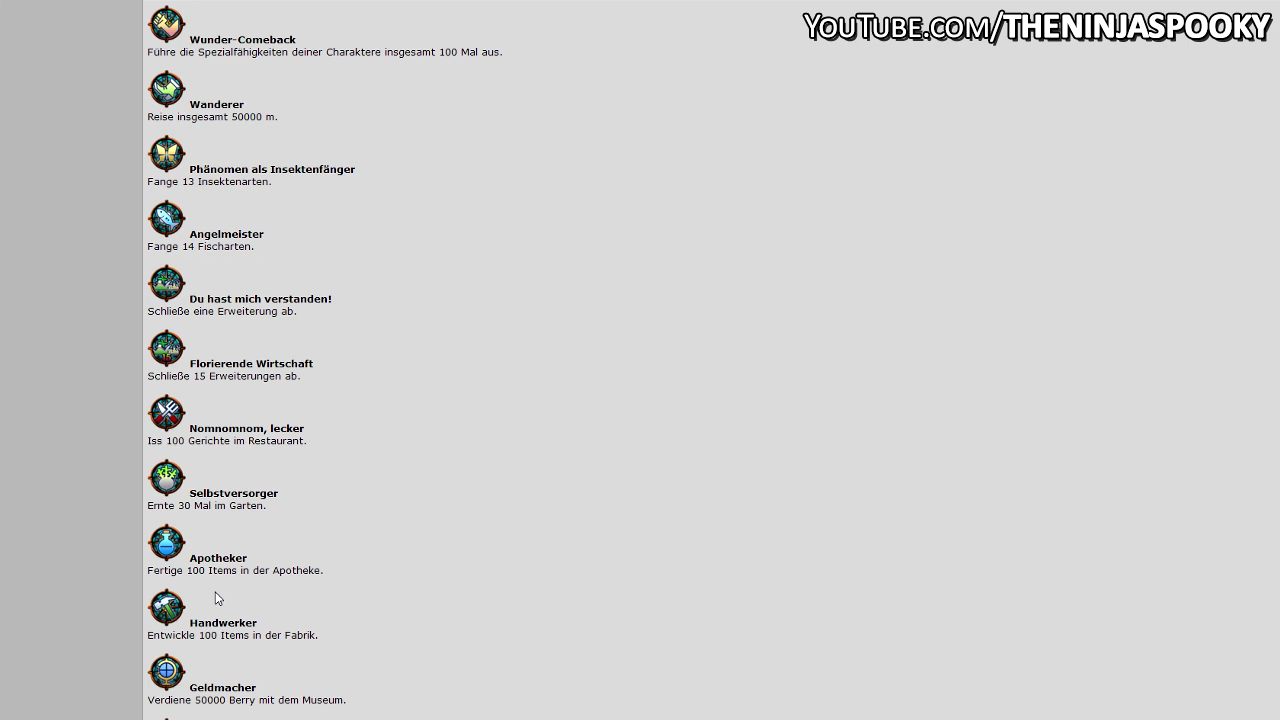 YouTube.com/THENINJASPOOKY
Wunder-Comeback
Führe die Spezialfähigkeiten deiner Charaktere insgesamt 100 Mal aus.
Wanderer
Reise insgesamt 50000 m.
Phänomen als Insektenfänger
Fange 13 Insektenarten.
Angelmeister
Fange 14 Fischarten.
Du hast mich verstanden!
Schließe eine Erweiterung ab.
Florierende Wirtschaft
Schließe 15 Erweiterungen ab.
Nomnomnom, lecker
Iss 100 Gerichte im Restaurant.
Selbstversorger
Ernte 30 Mal im Garten.
Apotheker
Fertige 100 Items in der Apotheke.
Handwerker
Entwickle 100 Items in der Fabrik.
Geldmacher
Verdiene 50000 Berry mit dem Museum.